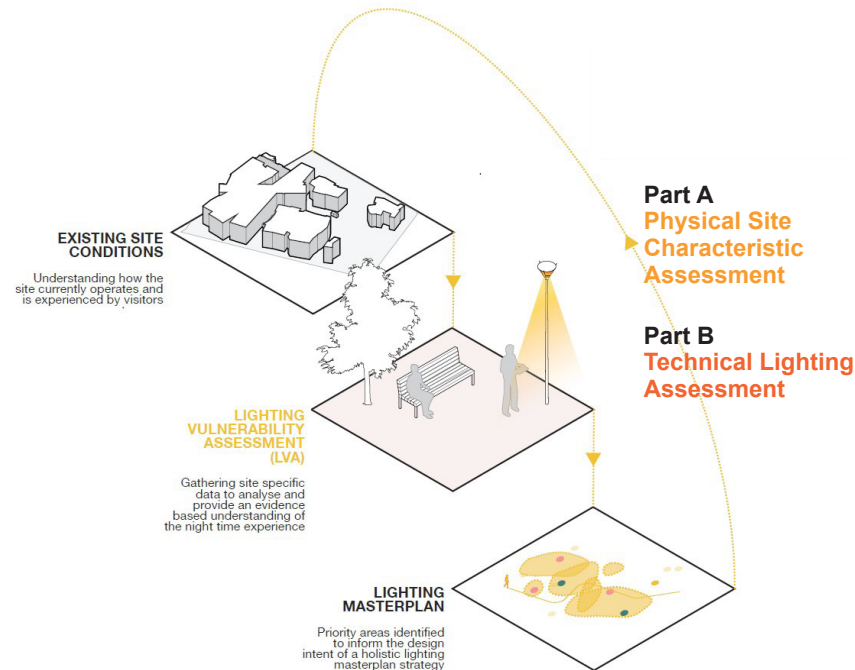 EXISTING SITE
CONDITIONS
Understanding how the
site currently operates and
is experienced by visitors
Part A
Physical Site
Characteristic
Assessment
Part B
Technical Lighting
Assessment
LIGHTING
VULNERABILITY
ASSESSMENT
(LVA)
Gathering site specific
data to analyse and
provide an evidence
based understanding of
the night time experience
LIGHTING
MASTERPLAN
Priority areas identified
to inform the design
intent of a holistic lighting
masterplan strategy